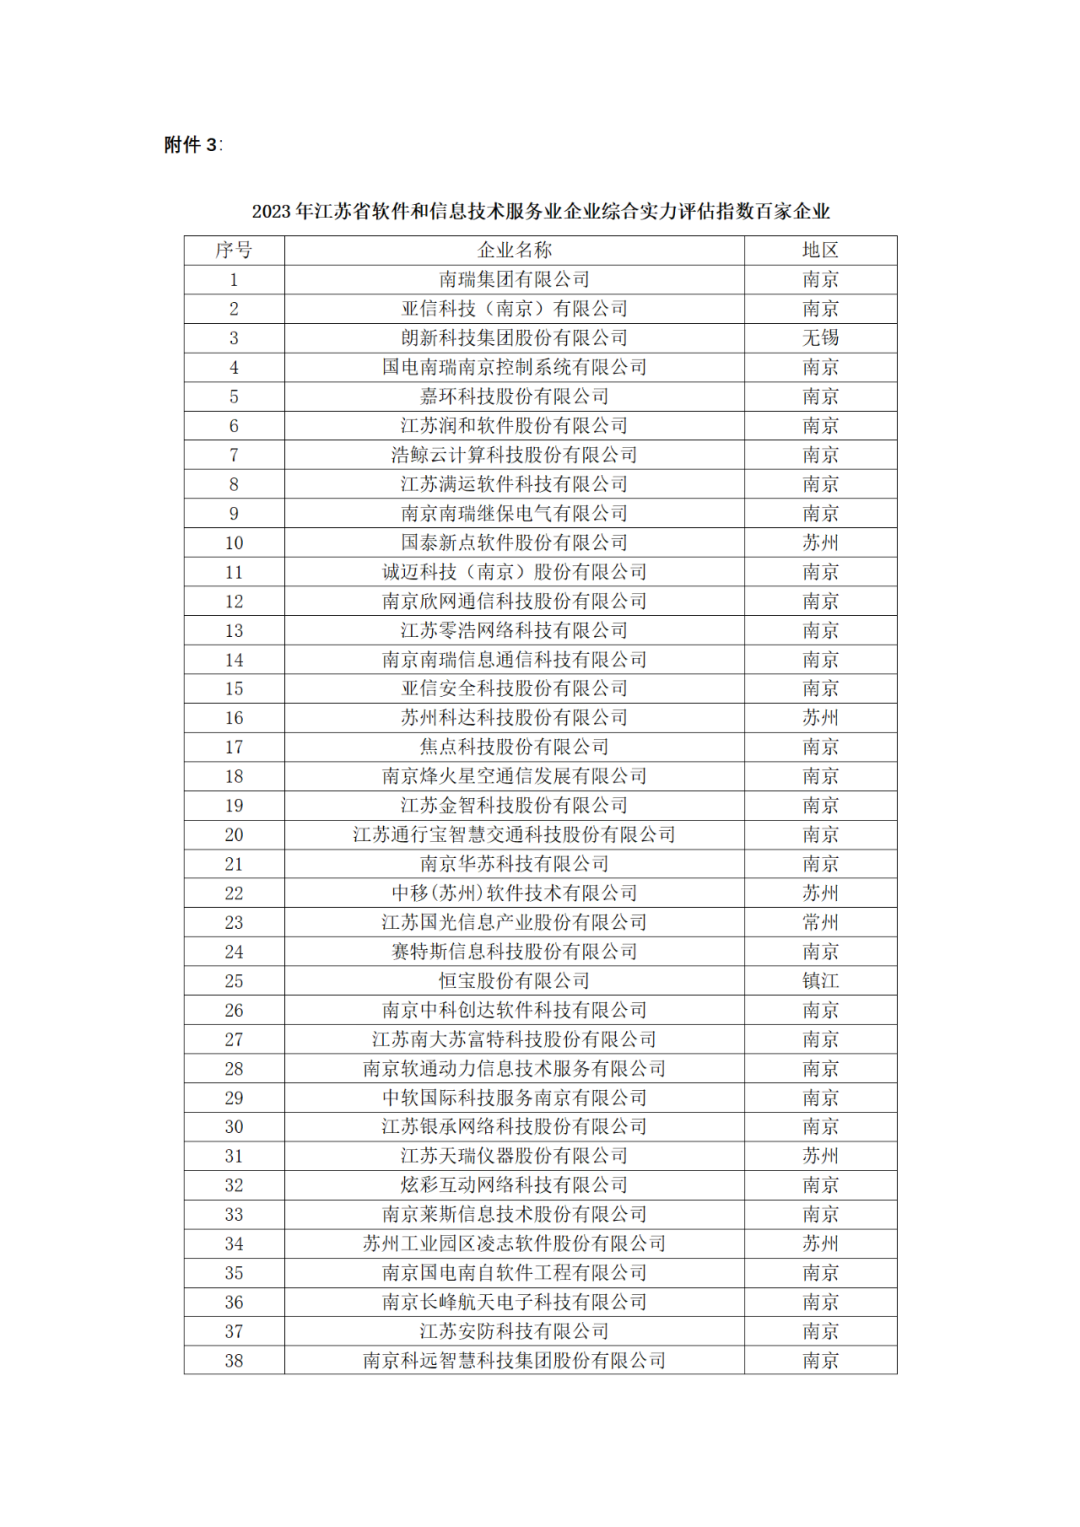 附件 3：
2023 年江苏省软件和信息技术服务业企业综合实力评估指数百家企业
序号 企业名称 地区
1 南瑞集团有限公司 南京
2 亚信科技（南京）有限公司 南京
3 朗新科技集团股份有限公司 无锡
4 国电南瑞南京控制系统有限公司 南京
5 嘉环科技股份有限公司 南京
6 江苏润和软件股份有限公司 南京
7 浩鲸云计算科技股份有限公司 南京
8 江苏满运软件科技有限公司 南京
9 南京南瑞继保电气有限公司 南京
10 国泰新点软件股份有限公司 苏州
11 诚迈科技（南京）股份有限公司 南京
12 南京欣网通信科技股份有限公司 南京
13 江苏零浩网络科技有限公司 南京
14 南京南瑞信息通信科技有限公司 南京
15 亚信安全科技股份有限公司 南京
16 苏州科达科技股份有限公司 苏州
17 焦点科技股份有限公司 南京
18 南京烽火星空通信发展有限公司 南京
19 江苏金智科技股份有限公司 南京
20 江苏通行宝智慧交通科技股份有限公司 南京
21 南京华苏科技有限公司 南京
22 中移(苏州)软件技术有限公司 苏州
23 江苏国光信息产业股份有限公司 常州
24 赛特斯信息科技股份有限公司 南京
25 恒宝股份有限公司 镇江
26 南京中科创达软件科技有限公司 南京
27 江苏南大苏富特科技股份有限公司 南京
28 南京软通动力信息技术服务有限公司 南京
29 中软国际科技服务南京有限公司 南京
30 江苏银承网络科技股份有限公司 南京
31 江苏天瑞仪器股份有限公司 苏州
32 炫彩互动网络科技有限公司 南京
33 南京莱斯信息技术股份有限公司 南京
34 苏州工业园区凌志软件股份有限公司 苏州
35 南京国电南自软件工程有限公司 南京
36 南京长峰航天电子科技有限公司 南京
37 江苏安防科技有限公司 南京
38 南京科远智慧科技集团股份有限公司 南京